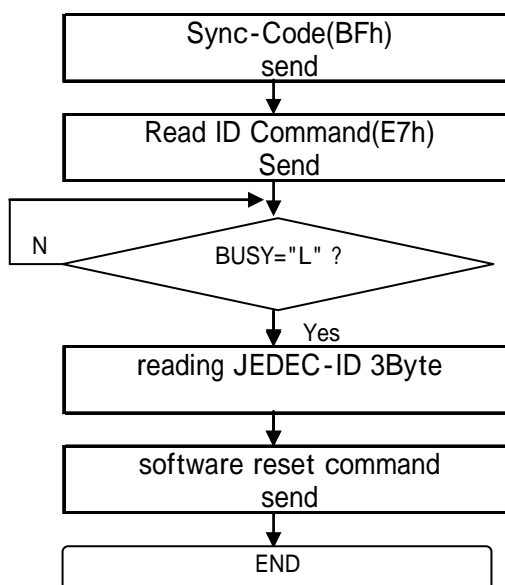 Sync-Code(BFh)
send
Read ID Command(E7h)
Send
N
BUSY="L" ?
Yes
reading JEDEC-ID 3Byte
software reset command
send
END